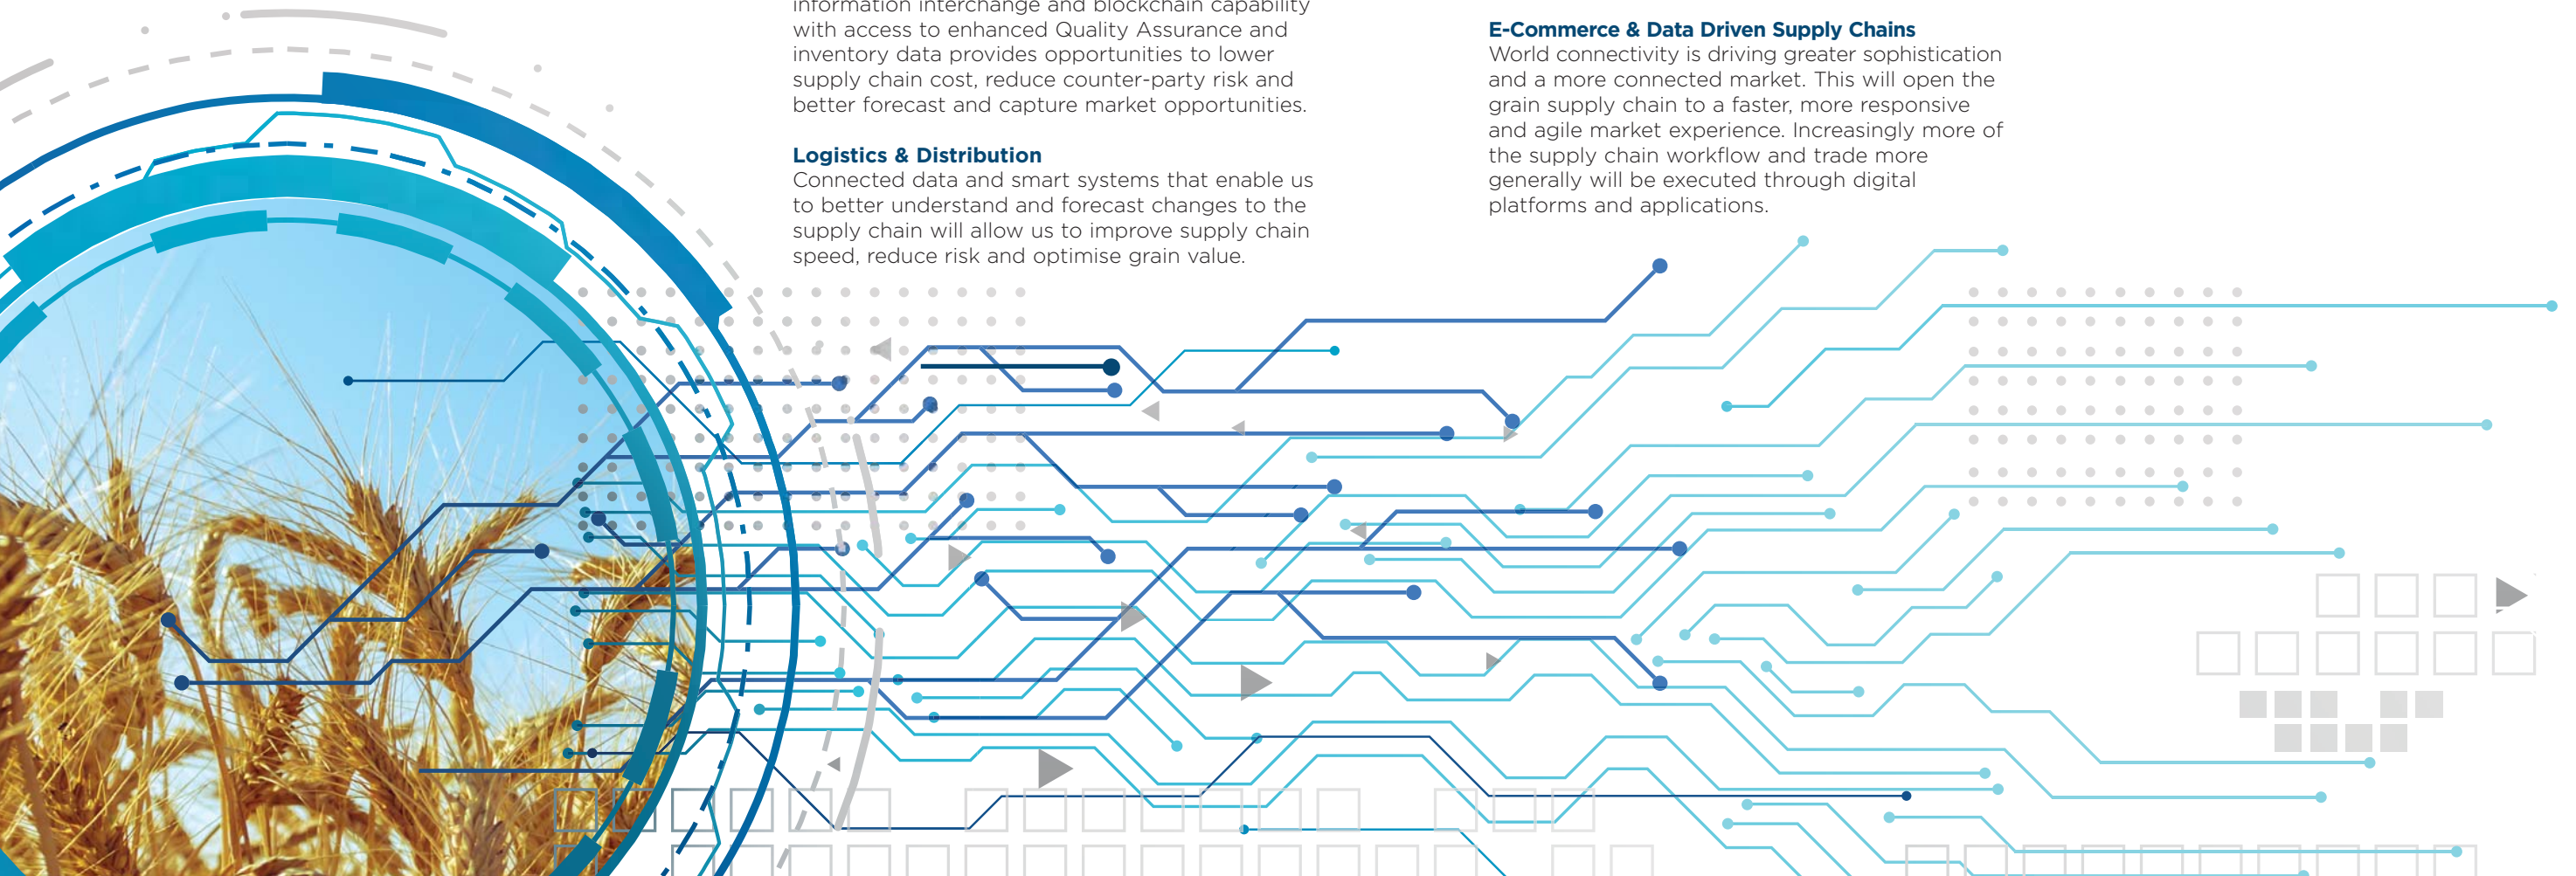 information interchange and blockchain capability
with access to enhanced Quality Assurance and
inventory data provides opportunities to lower
supply chain cost, reduce counter-party risk and
better forecast and capture market opportunities.
Logistics & Distribution
Connected data and smart systems that enable us
to better understand and forecast changes to the
supply chain will allow us to improve supply chain
speed, reduce risk and optimise grain value.
E-Commerce & Data Driven Supply Chains
World connectivity is driving greater sophistication
and a more connected market. This will open the
grain supply chain to a faster, more responsive
and agile market experience. Increasingly more of
the supply chain workflow and trade more
generally will be executed through digital
platforms and applications.